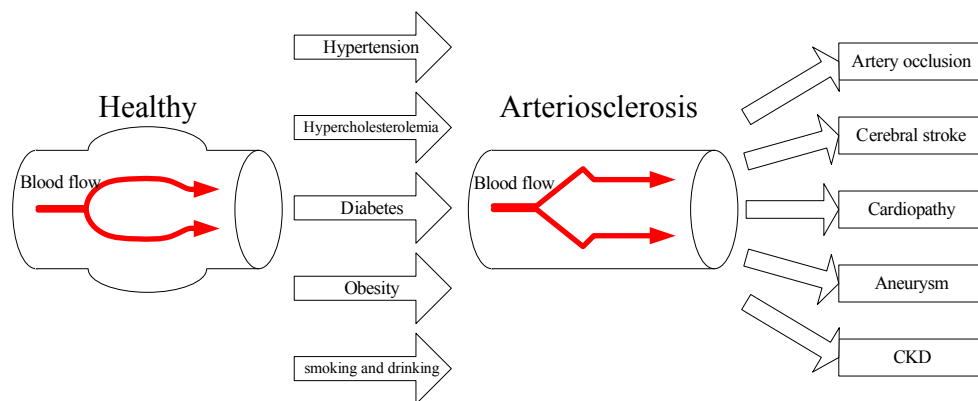 Healthy
Blood flow
Hypertension
Hypercholesterolemia
Diabetes
Obesity
smoking and drinking
Arteriosclerosis
Blood flow
Artery occlusion
Cerebral stroke
Cardiopathy
Aneurysm
CKD